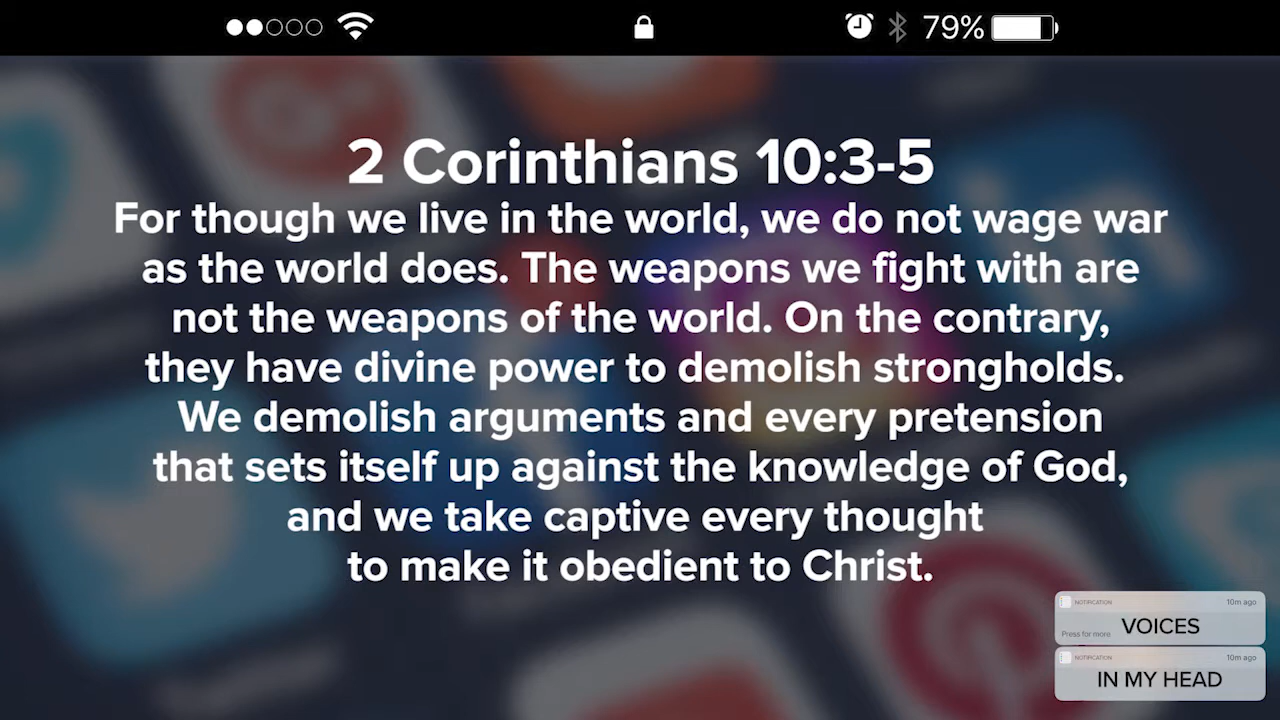 79%
2 Corinthians 10:3-5
For though we live in the world, we do not wage war
as the world does. The weapons we fight with are
not the weapons of the world. On the contrary,
they have divine power to demolish strongholds.
We demolish arguments and every pretension
that sets itself up against the knowledge of God,
and we take captive every thought
to make it obedient to Christ.
NOTIFICATION 10m ago
Press for more VOICES
NOTIFICATION 10m ago
IN MY HEAD